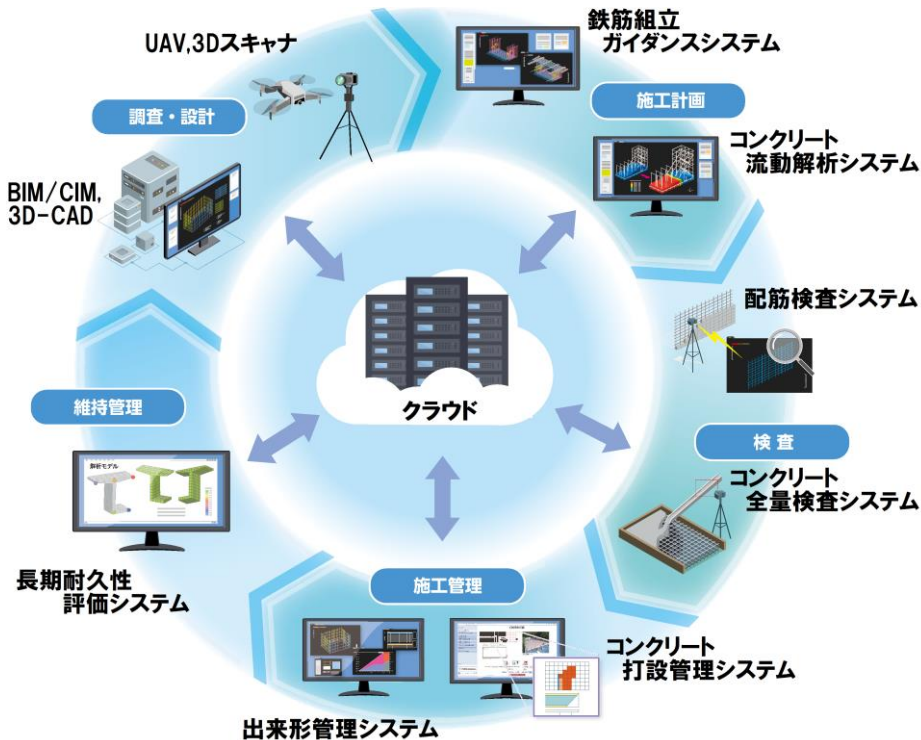 UAV,3Dスキャナ
調査・設計
BIM/CIM,
3D-CAD
鉄筋組立
ガイダンスシステム
施工計画
コンクリート
流動解析システム
配筋検査システム
検 査
コンクリート
全量検査システム
クラウド
施工管理
コンクリート
打設管理システム
出来形管理システム
維持管理
解析モデル
長期耐久性
評価システム